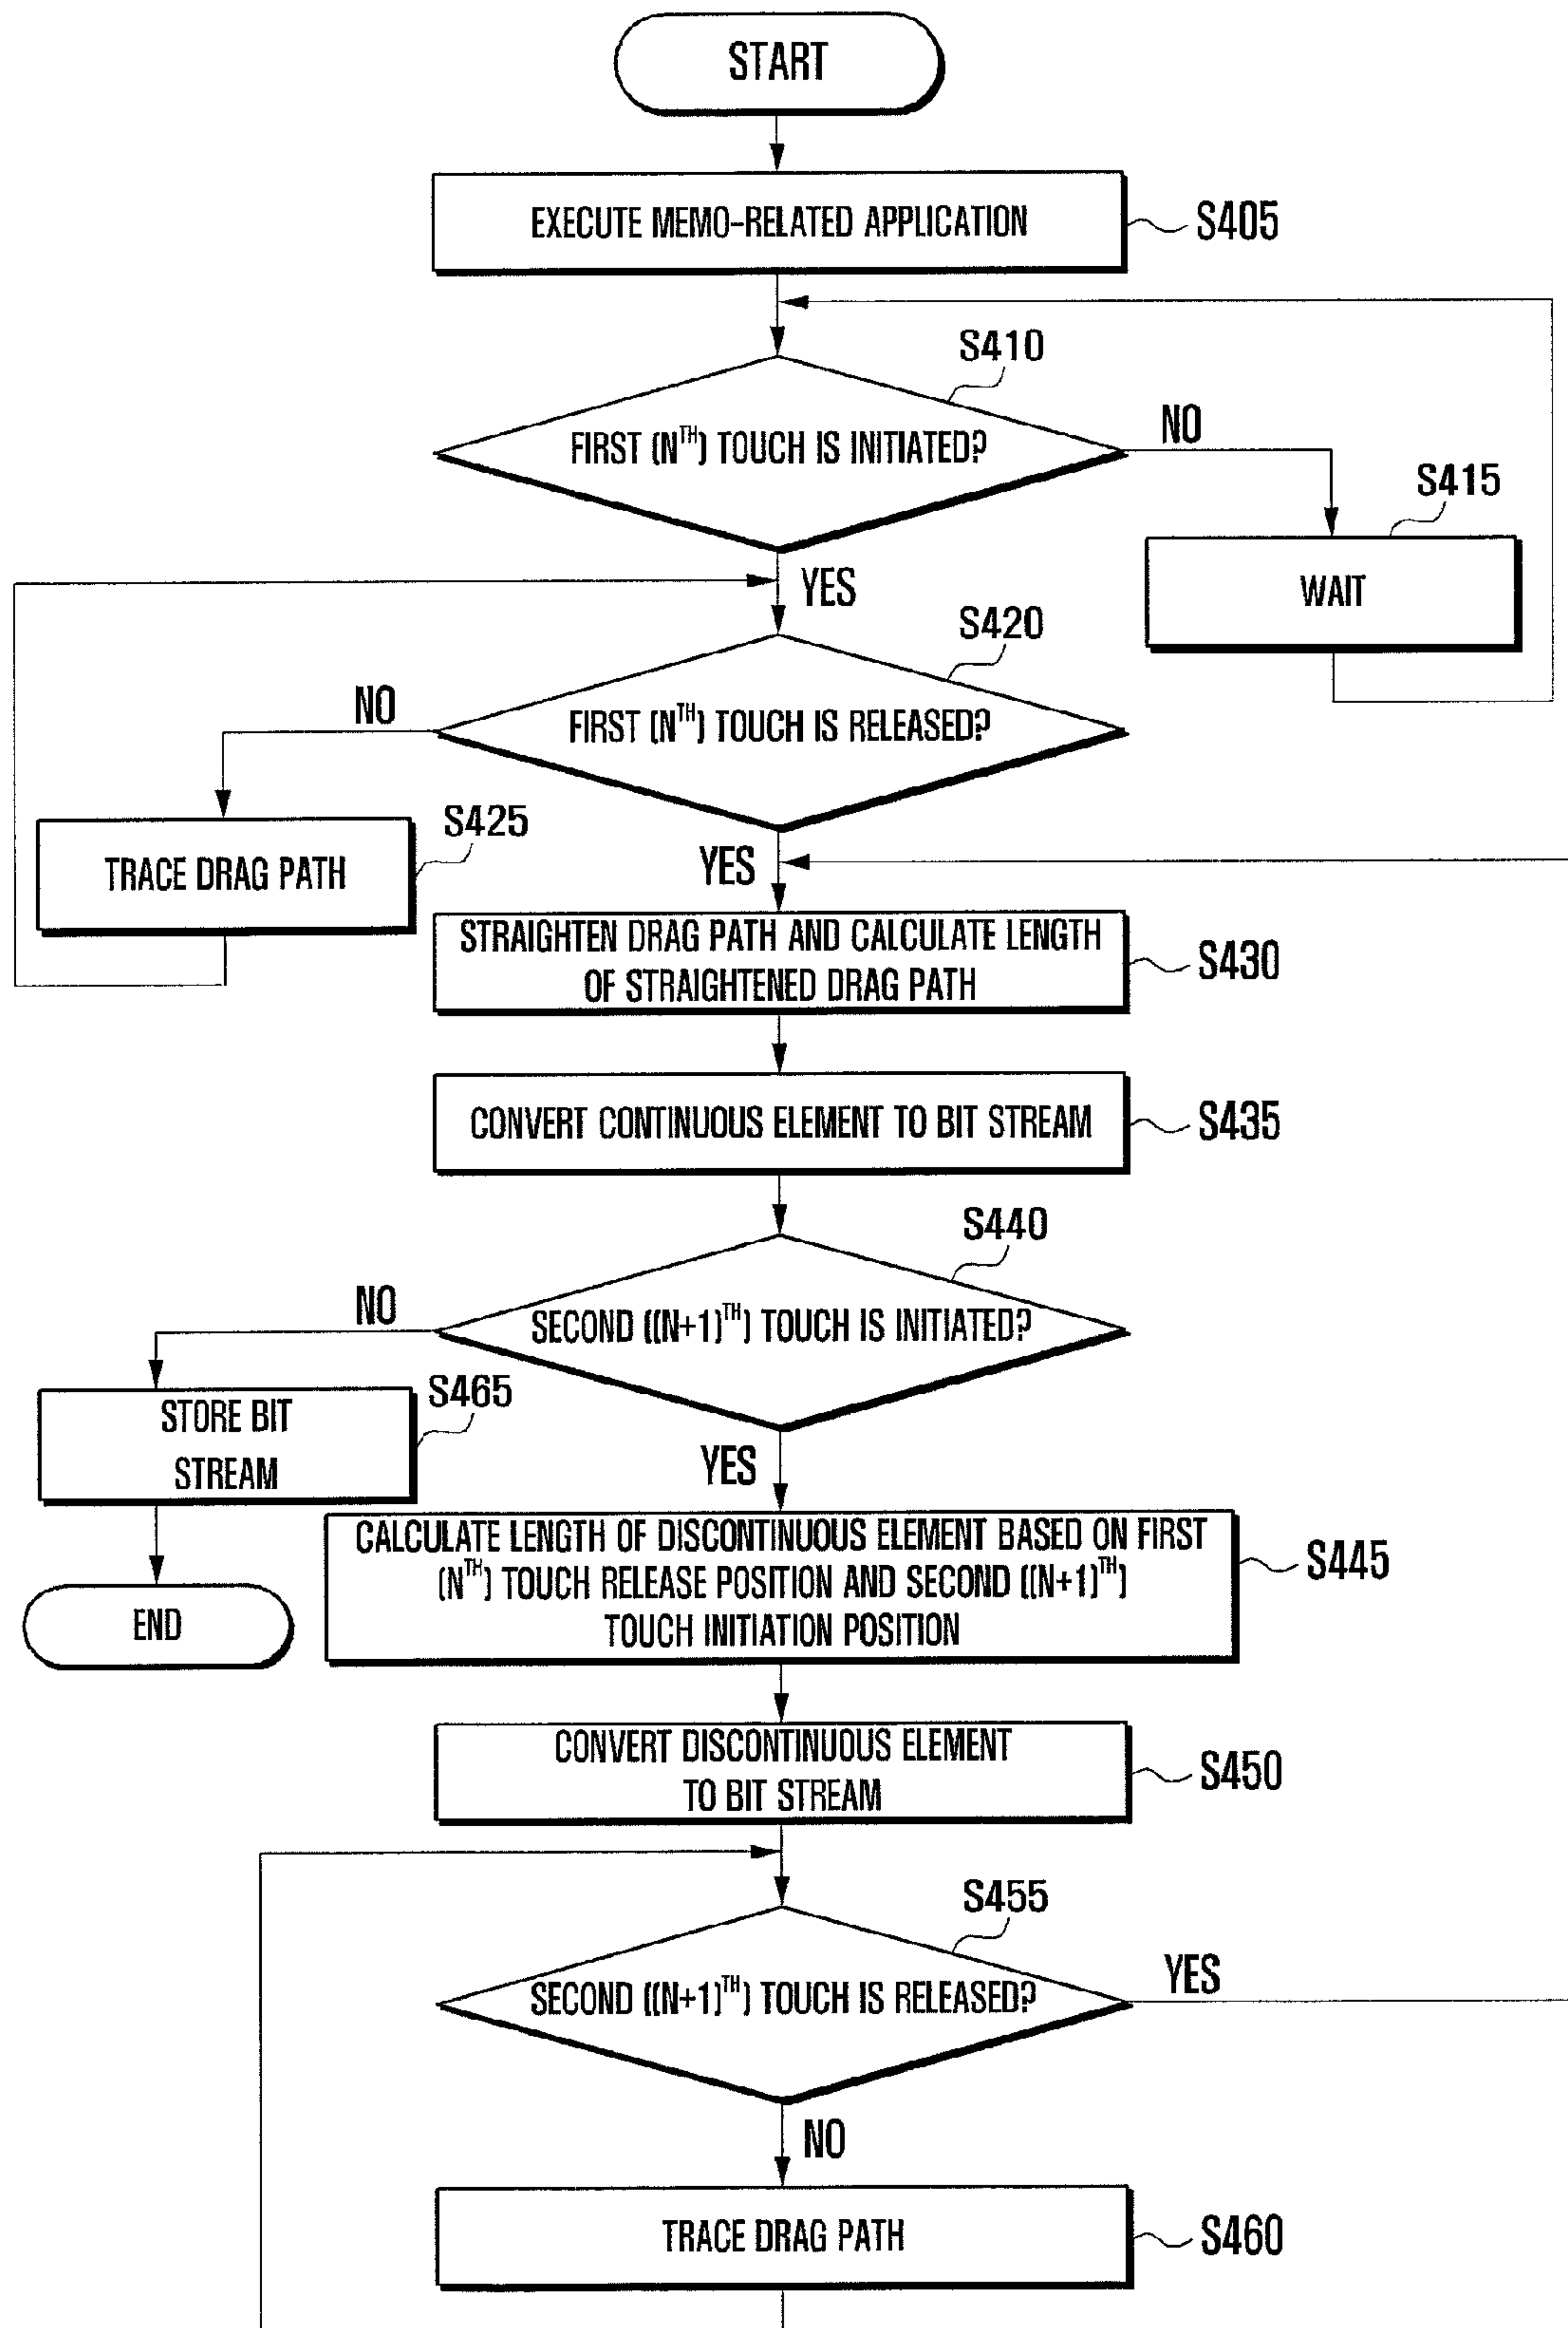 START
EXECUTE MEMO-RELATED APPLICATION
S405
S410
FIRST (N^TH) TOUCH IS INITIATED?
NO
S415
WAIT
YES
S420
FIRST (N^TH) TOUCH IS RELEASED?
NO
S425
TRACE DRAG PATH
YES
STRAIGHTEN DRAG PATH AND CALCULATE LENGTH
OF STRAIGHTENED DRAG PATH
S430
CONVERT CONTINUOUS ELEMENT TO BIT STREAM
S435
S440
SECOND ((N+1)^TH) TOUCH IS INITIATED?
NO
S465
STORE BIT
STREAM
END
YES
CALCULATE LENGTH OF DISCONTINUOUS ELEMENT BASED ON FIRST
(N^TH) TOUCH RELEASE POSITION AND SECOND ((N+1)^TH)
TOUCH INITIATION POSITION
S445
CONVERT DISCONTINUOUS ELEMENT
TO BIT STREAM
S450
S455
SECOND ((N+1)^TH) TOUCH IS RELEASED?
YES
NO
TRACE DRAG PATH
S460